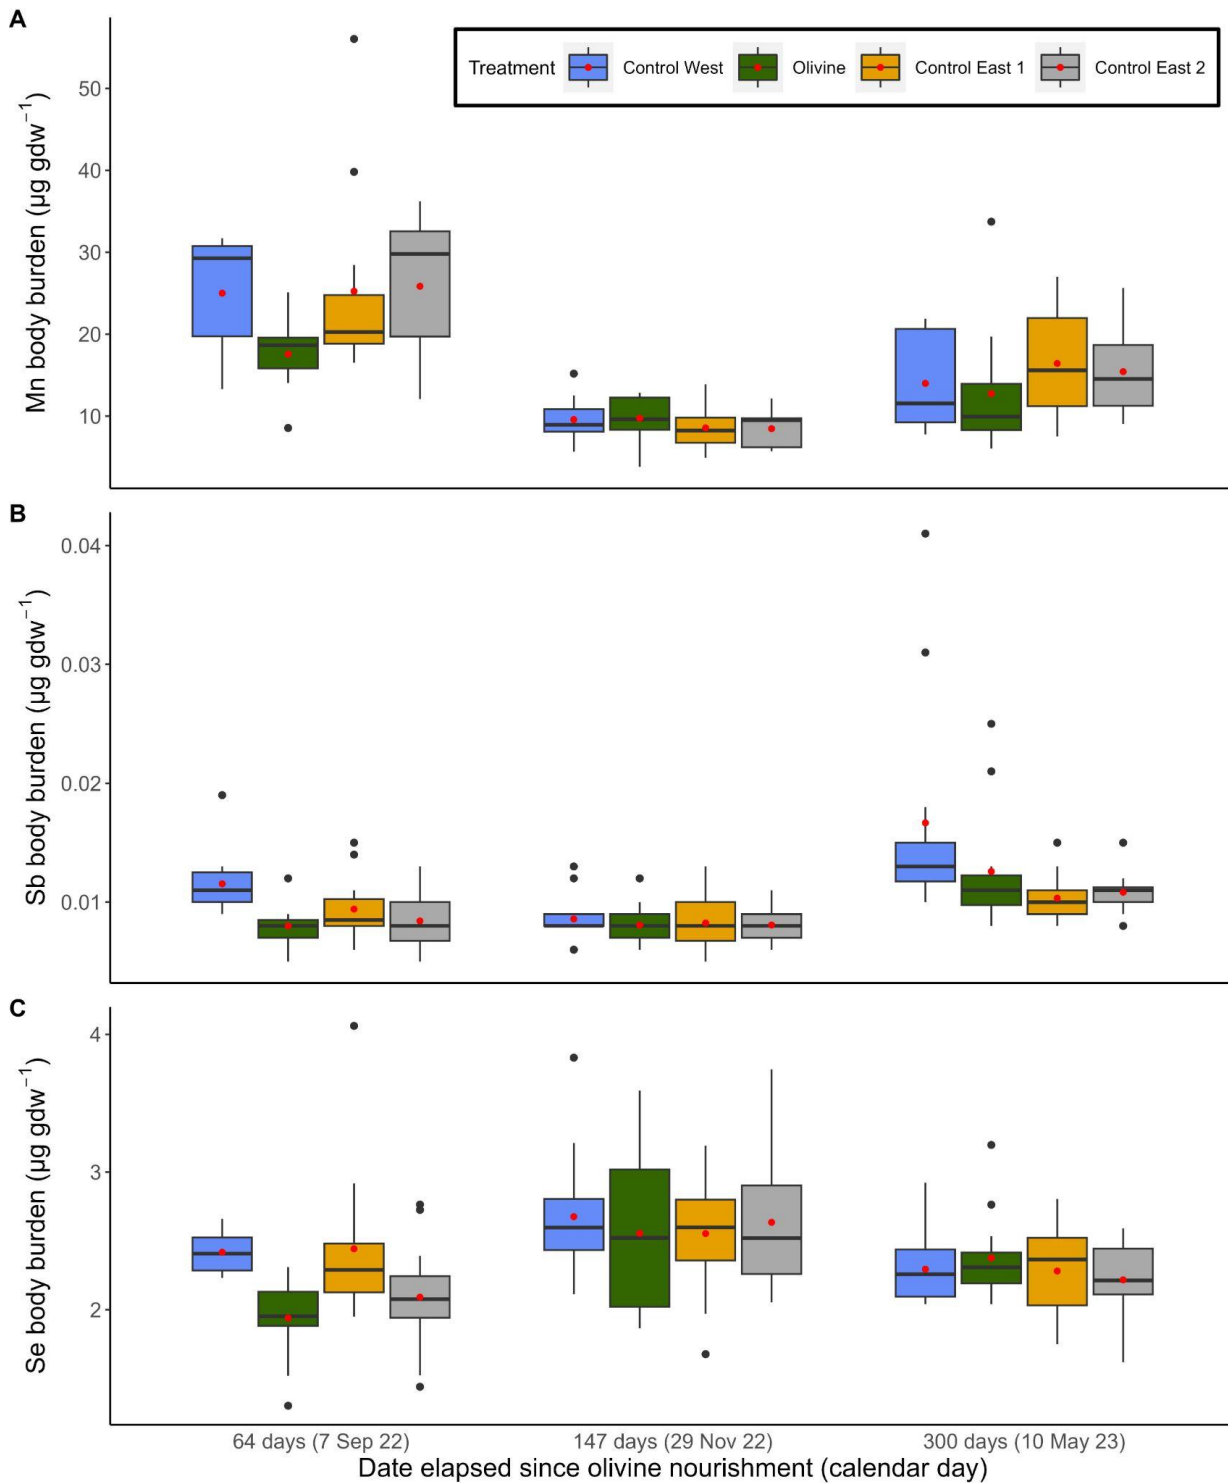 A
Treatment Control West Olivine Control East 1 Control East 2
Mn body burden (µg gdw⁻¹)
50
40
30
20
10
B
Sb body burden (µg gdw⁻¹)
0.04
0.03
0.02
0.01
C
Se body burden (µg gdw⁻¹)
4
3
2
64 days (7 Sep 22) 147 days (29 Nov 22) 300 days (10 May 23)
Date elapsed since olivine nourishment (calendar day)